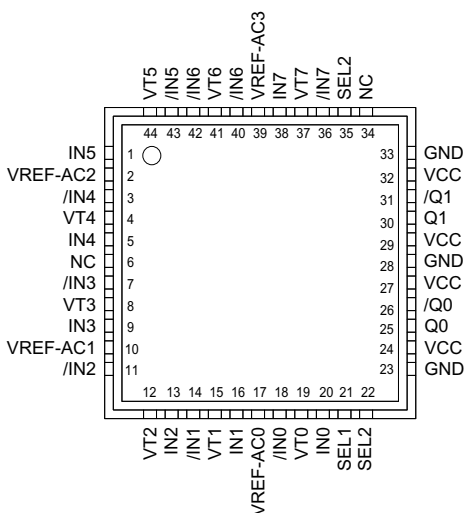 VT5
/IN5
/IN6
VT6
/IN6
VREF-AC3
IN7
VT7
/IN7
SEL2
NC
44 43 42 41 40 39 38 37 36 35 34
IN5 1
VREF-AC2 2
/IN4 3
VT4 4
IN4 5
NC 6
/IN3 7
VT3 8
IN3 9
VREF-AC1 10
/IN2 11
33 GND
32 VCC
31 /Q1
30 Q1
29 VCC
28 GND
27 VCC
26 /Q0
25 Q0
24 VCC
23 GND
12 13 14 15 16 17 18 19 20 21 22
VT2
IN2
/IN1
VT1
IN1
VREF-AC0
/IN0
VT0
IN0
SEL1
SEL2